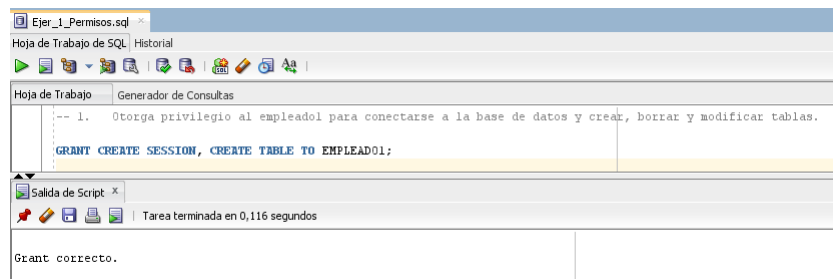 Ejer_1_Permisos.sql
Hoja de Trabajo de SQL Historial
Hoja de Trabajo Generador de Consultas
-- 1. Otorga privilegio al empleado1 para conectarse a la base de datos y crear, borrar y modificar tablas.
GRANT CREATE SESSION, CREATE TABLE TO EMPLEADO1;
Salida de Script
Tarea terminada en 0,116 segundos
Grant correcto.